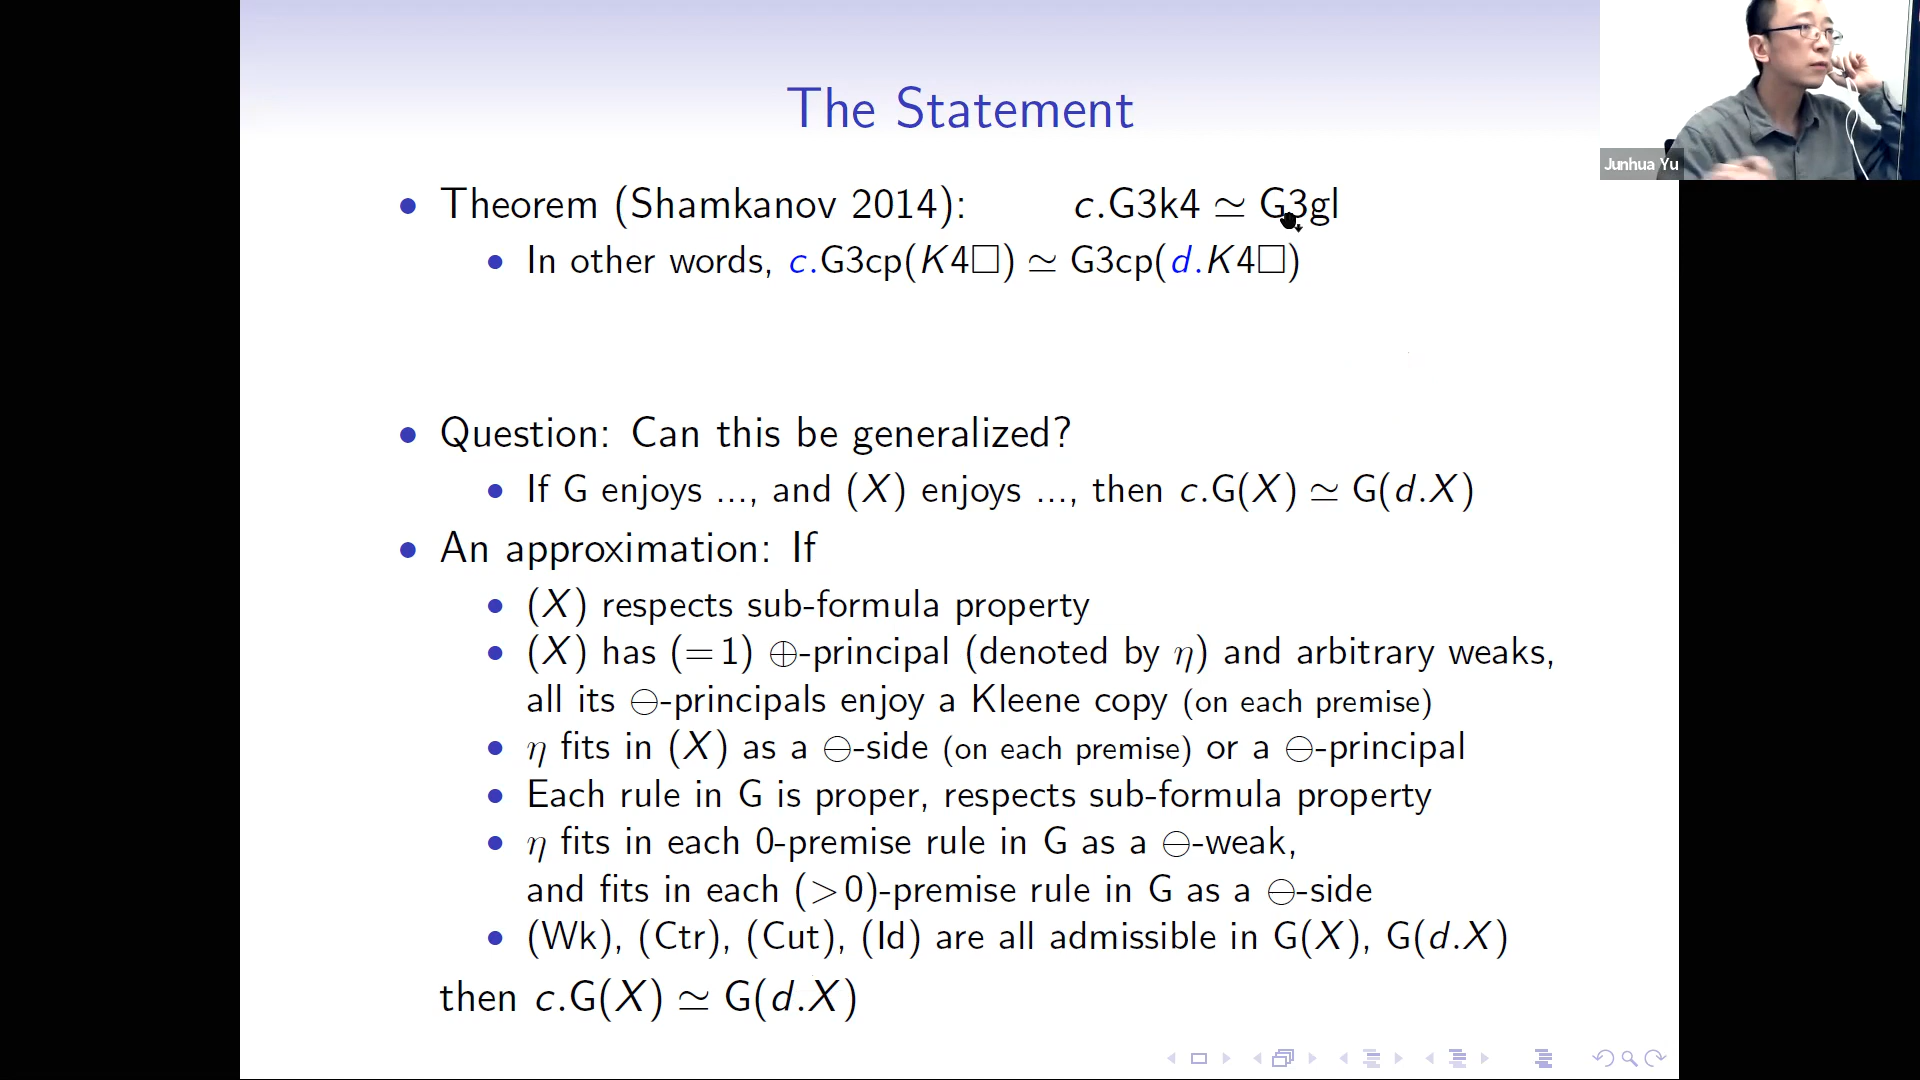 The Statement
Junhua Yu
• Theorem (Shamkanov 2014): c.G3k4 ≃ G3gl
• In other words, c.G3cp(K4□) ≃ G3cp(d.K4□)
• Question: Can this be generalized?
• If G enjoys ..., and (X) enjoys ..., then c.G(X) ≃ G(d.X)
• An approximation: If
• (X) respects sub-formula property
• (X) has (=1) ⊕-principal (denoted by η) and arbitrary weaks,
all its ⊖-principals enjoy a Kleene copy (on each premise)
• η fits in (X) as a ⊖-side (on each premise) or a ⊖-principal
• Each rule in G is proper, respects sub-formula property
• η fits in each 0-premise rule in G as a ⊖-weak,
and fits in each (>0)-premise rule in G as a ⊖-side
• (Wk), (Ctr), (Cut), (Id) are all admissible in G(X), G(d.X)
then c.G(X) ≃ G(d.X)